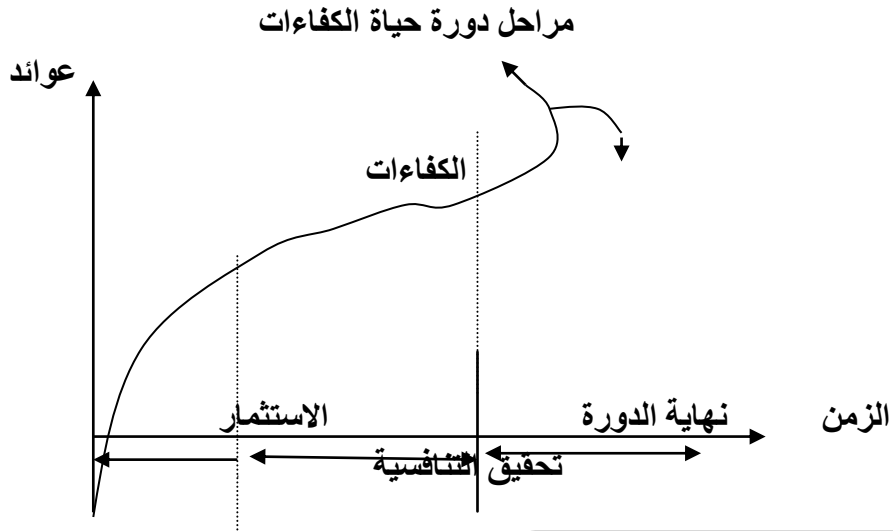 مراحل دورة حياة الكفاءات
عوائد
الكفاءات
الاستثمار
نهاية الدورة
الزمن
تحقيق التنافسية